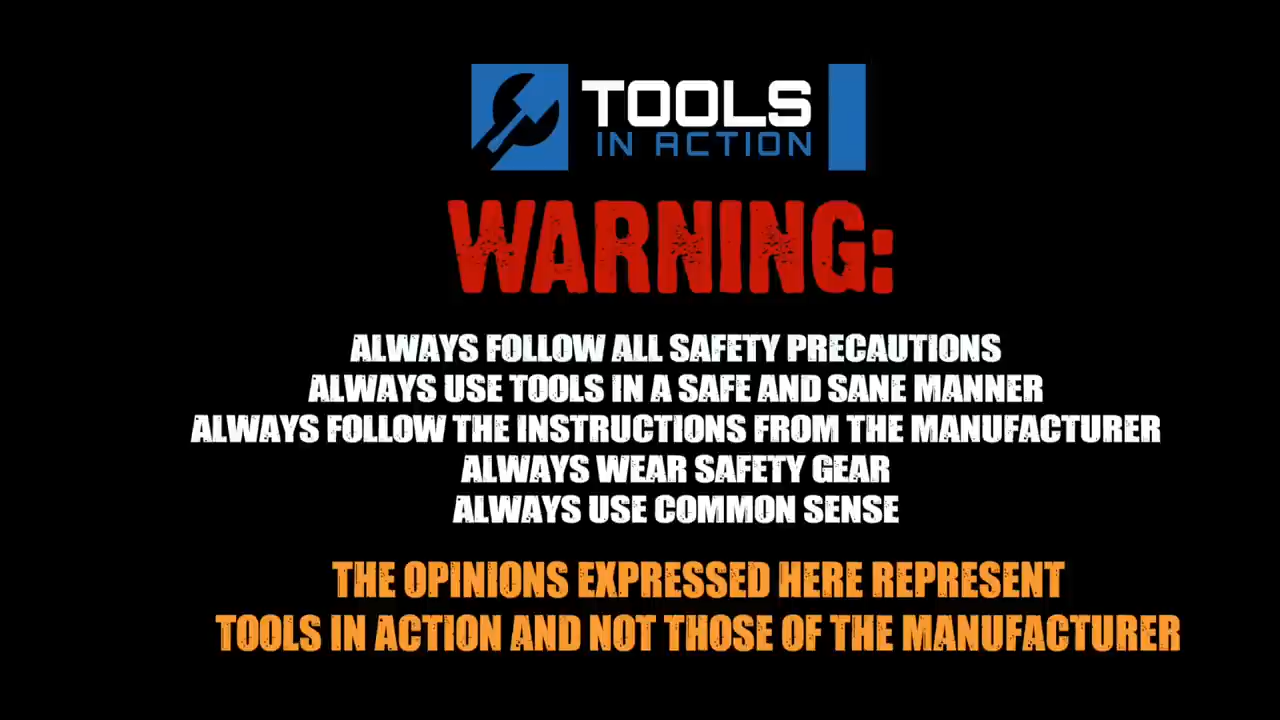 TOOLS
IN ACTION
WARNING:
ALWAYS FOLLOW ALL SAFETY PRECAUTIONS
ALWAYS USE TOOLS IN A SAFE AND SANE MANNER
ALWAYS FOLLOW THE INSTRUCTIONS FROM THE MANUFACTURER
ALWAYS WEAR SAFETY GEAR
ALWAYS USE COMMON SENSE
THE OPINIONS EXPRESSED HERE REPRESENT
TOOLS IN ACTION AND NOT THOSE OF THE MANUFACTURER